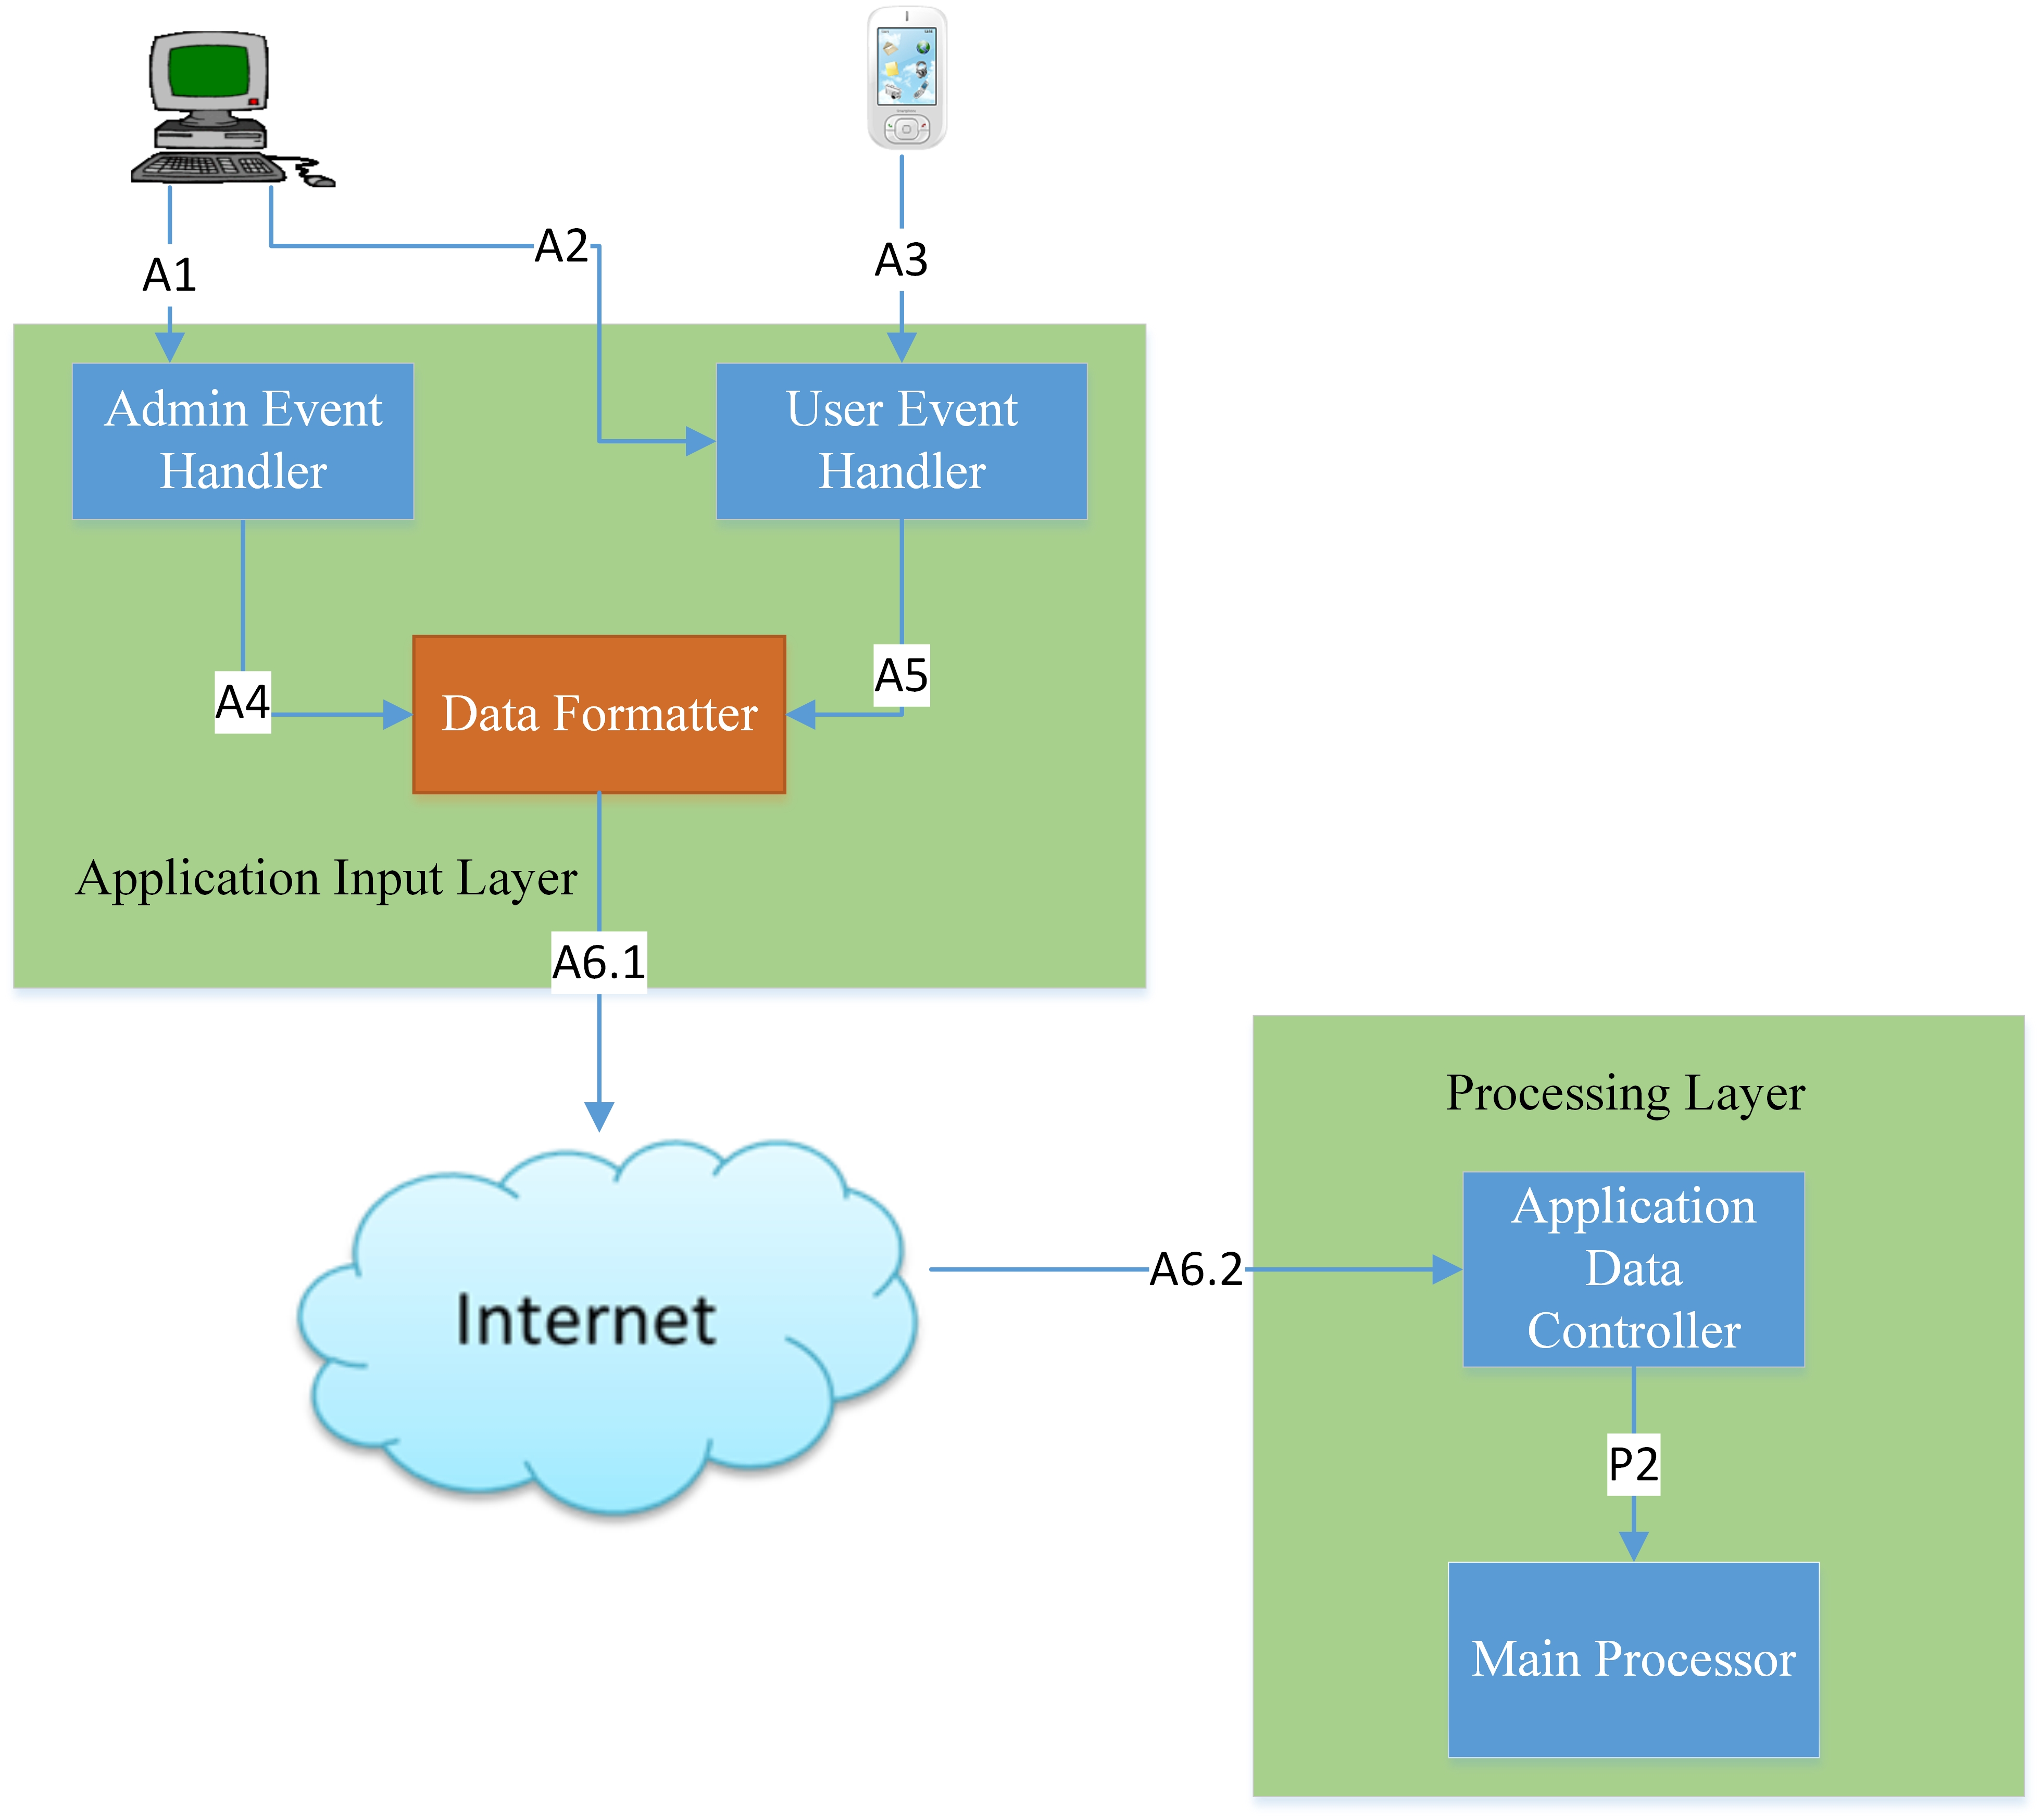 A1
A2
A3
Admin Event
Handler
User Event
Handler
A4
Data Formatter
A5
Application Input Layer
A6.1
Internet
A6.2
Processing Layer
Application
Data
Controller
P2
Main Processor